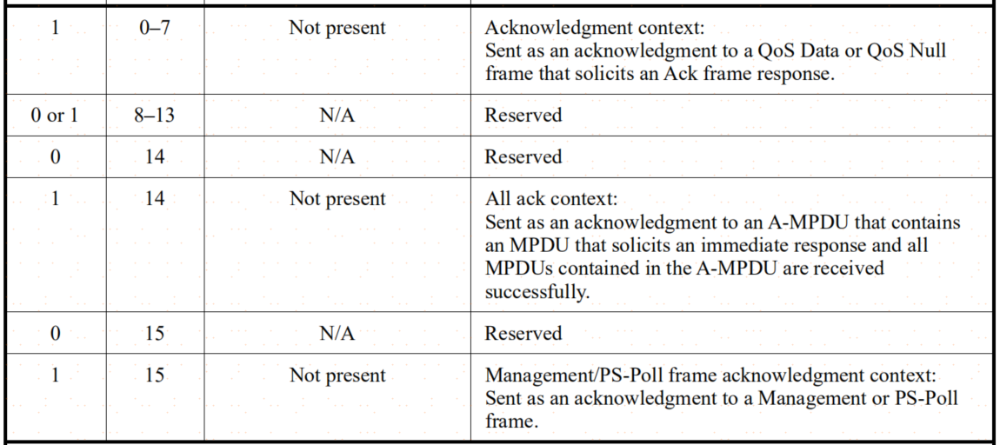 1 0–7 Not present Acknowledgment context:
Sent as an acknowledgment to a QoS Data or QoS Null
frame that solicits an Ack frame response.
0 or 1 8–13 N/A Reserved
0 14 N/A Reserved
1 14 Not present All ack context:
Sent as an acknowledgment to an A-MPDU that contains
an MPDU that solicits an immediate response and all
MPDUs contained in the A-MPDU are received
successfully.
0 15 N/A Reserved
1 15 Not present Management/PS-Poll frame acknowledgment context:
Sent as an acknowledgment to a Management or PS-Poll
frame.